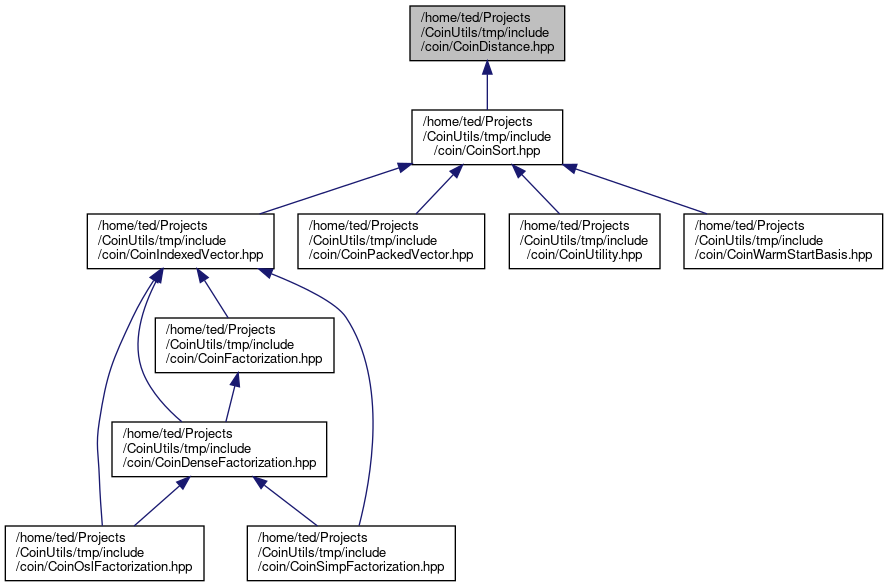 /home/ted/Projects
/CoinUtils/tmp/include
/coin/CoinDistance.hpp
/home/ted/Projects
/CoinUtils/tmp/include
/coin/CoinSort.hpp
/home/ted/Projects
/CoinUtils/tmp/include
/coin/CoinIndexedVector.hpp
/home/ted/Projects
/CoinUtils/tmp/include
/coin/CoinPackedVector.hpp
/home/ted/Projects
/CoinUtils/tmp/include
/coin/CoinUtility.hpp
/home/ted/Projects
/CoinUtils/tmp/include
/coin/CoinWarmStartBasis.hpp
/home/ted/Projects
/CoinUtils/tmp/include
/coin/CoinFactorization.hpp
/home/ted/Projects
/CoinUtils/tmp/include
/coin/CoinDenseFactorization.hpp
/home/ted/Projects
/CoinUtils/tmp/include
/coin/CoinOslFactorization.hpp
/home/ted/Projects
/CoinUtils/tmp/include
/coin/CoinSimpFactorization.hpp